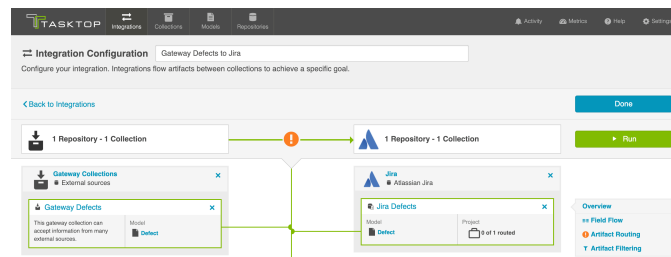 TASKTOP
Integrations
Collections
Models
Repositories
Activity
Metrics
Help
Settings
Integration Configuration
Gateway Defects to Jira
Configure your integration. Integrations flow artifacts between collections to achieve a specific goal.
Back to Integrations
Done
1 Repository - 1 Collection
1 Repository - 1 Collection
Run
Gateway Collections
External sources
Gateway Defects
This gateway collection can
accept information from many
external sources.
Model
Defect
Jira
Atlassian Jira
Jira Defects
Model
Defect
Project
0 of 1 routed
Overview
Field Flow
Artifact Routing
Artifact Filtering